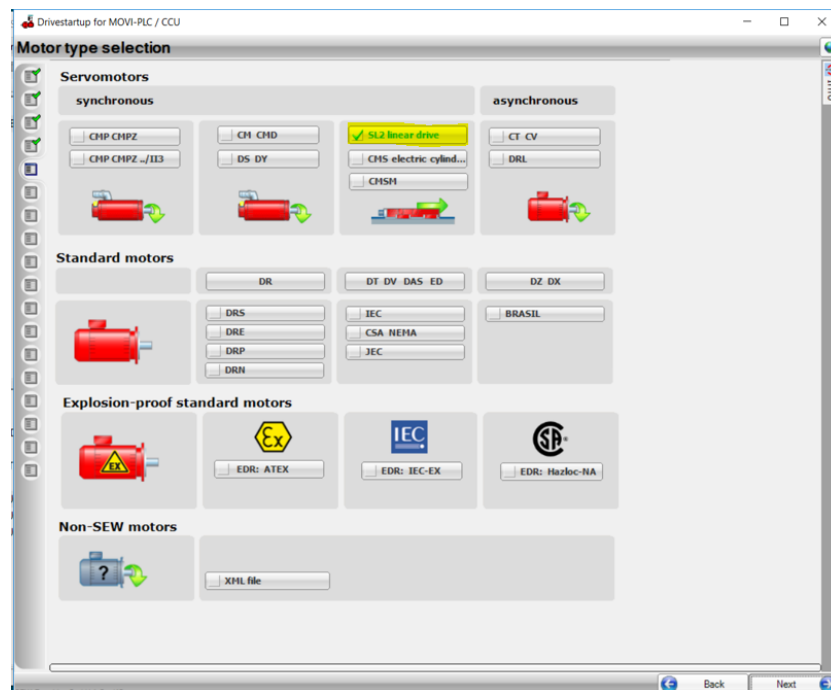 Drivestartup for MOVI-PLC / CCU
Motor type selection
Servomotors
synchronous
asynchronous
CMP CMPZ
CM CMD
SL2 linear drive
CT CV
CMP CMPZ ../II3
DS DY
CMS electric cylind...
DRL
CMSM
Standard motors
DR
DT DV DAS ED
DZ DX
DRS
IEC
BRASIL
DRE
CSA NEMA
DRP
JEC
DRN
Explosion-proof standard motors
Ex
IEC
SA
EX
EDR: ATEX
EDR: IEC-EX
EDR: Hazloc-NA
Non-SEW motors
?
XML file
Back
Next